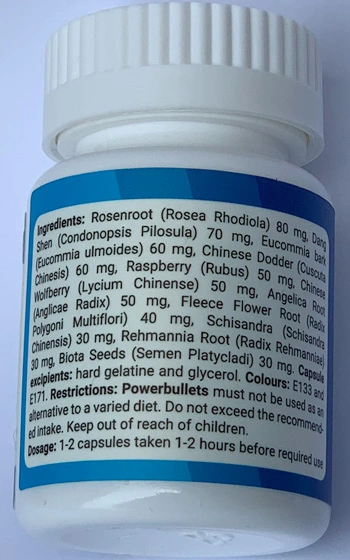 Ingredients: Rosenroot (Rosea Rhodiola) 80 mg, Dang
Shen (Condonopsis Pilosula) 70 mg, Eucommia bark
(Eucommia ulmoides) 60 mg, Chinese Dodder (Cuscuta
Chinesis) 60 mg, Raspberry (Rubus) 50 mg, Chinese
Wolfberry (Lycium Chinense) 50 mg, Angelica Root
(Anglicae Radix) 50 mg, Fleece Flower Root (Radix
Polygoni Multiflori) 40 mg, Schisandra (Schisandra
Chinensis) 30 mg, Rehmannia Root (Radix Rehmanniae)
30 mg, Biota Seeds (Semen Platycladi) 30 mg. Capsule
excipients: hard gelatine and glycerol. Colours: E133 and
E171. Restrictions: Powerbullets must not be used as an
alternative to a varied diet. Do not exceed the recommend-
ed intake. Keep out of reach of children.
Dosage: 1-2 capsules taken 1-2 hours before required use